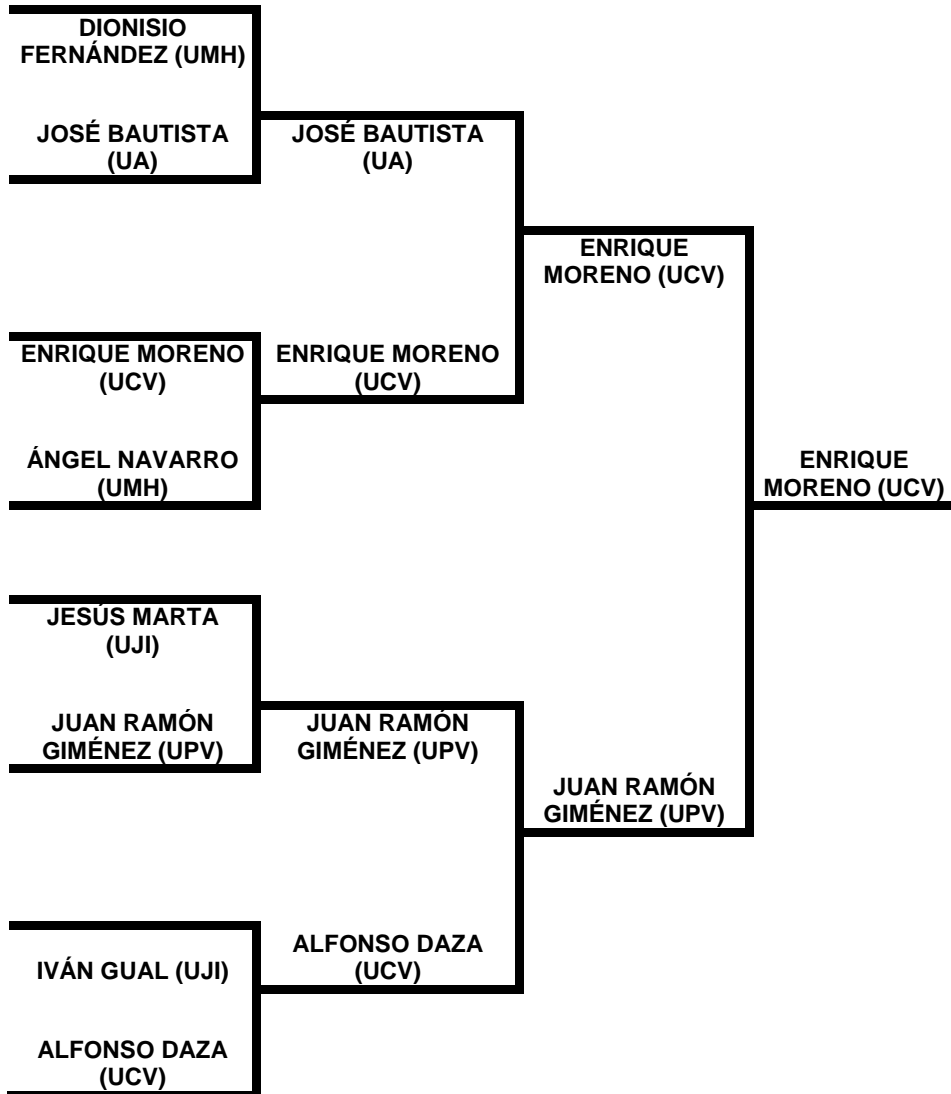 DIONISIO
FERNÁNDEZ (UMH)
JOSÉ BAUTISTA
(UA)
JOSÉ BAUTISTA
(UA)
ENRIQUE
MORENO (UCV)
ENRIQUE MORENO
(UCV)
ENRIQUE MORENO
(UCV)
ÁNGEL NAVARRO
(UMH)
ENRIQUE
MORENO (UCV)
JESÚS MARTA
(UJI)
JUAN RAMÓN
GIMÉNEZ (UPV)
JUAN RAMÓN
GIMÉNEZ (UPV)
JUAN RAMÓN
GIMÉNEZ (UPV)
ALFONSO DAZA
(UCV)
IVÁN GUAL (UJI)
ALFONSO DAZA
(UCV)